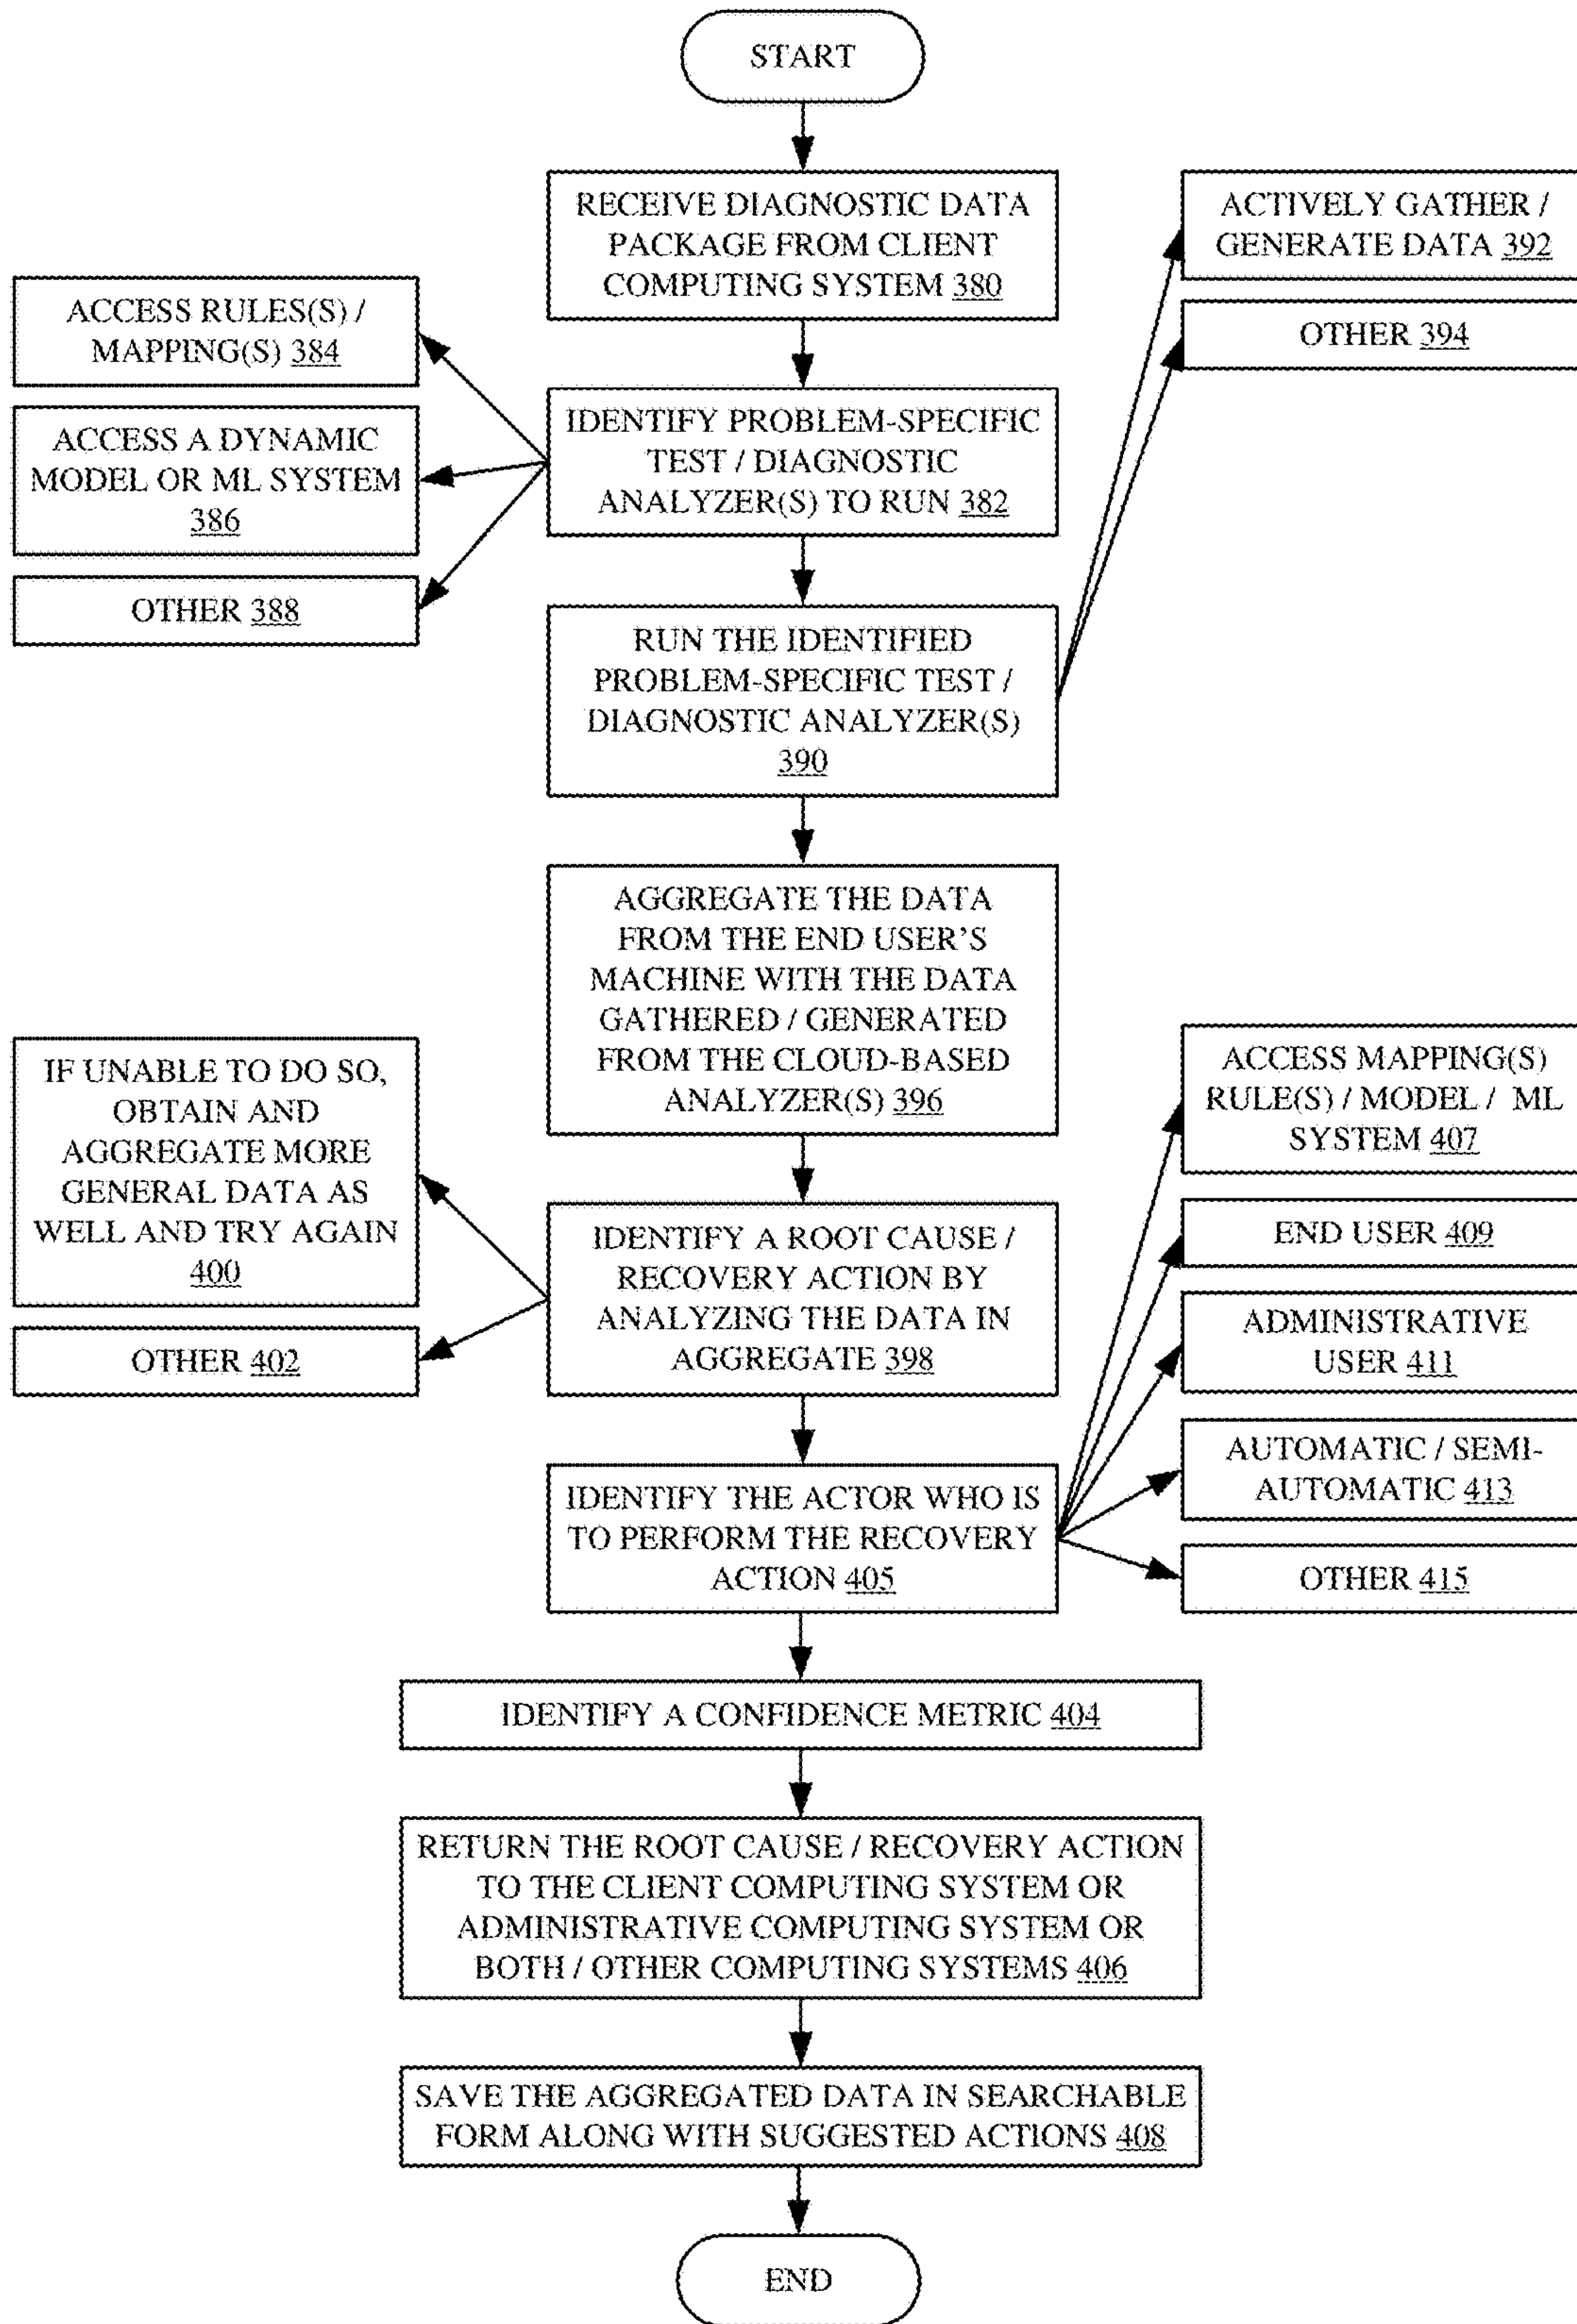 START
RECEIVE DIAGNOSTIC DATA
PACKAGE FROM CLIENT
COMPUTING SYSTEM 380
ACTIVELY GATHER /
GENERATE DATA 392
OTHER 394
ACCESS RULES(S) /
MAPPING(S) 384
ACCESS A DYNAMIC
MODEL OR ML SYSTEM
386
OTHER 388
IDENTIFY PROBLEM-SPECIFIC
TEST / DIAGNOSTIC
ANALYZER(S) TO RUN 382
RUN THE IDENTIFIED
PROBLEM-SPECIFIC TEST /
DIAGNOSTIC ANALYZER(S)
390
AGGREGATE THE DATA
FROM THE END USER'S
MACHINE WITH THE DATA
GATHERED / GENERATED
FROM THE CLOUD-BASED
ANALYZER(S) 396
IF UNABLE TO DO SO,
OBTAIN AND
AGGREGATE MORE
GENERAL DATA AS
WELL AND TRY AGAIN
400
OTHER 402
IDENTIFY A ROOT CAUSE /
RECOVERY ACTION BY
ANALYZING THE DATA IN
AGGREGATE 398
ACCESS MAPPING(S)
RULE(S) / MODEL / ML
SYSTEM 407
END USER 409
ADMINISTRATIVE
USER 411
AUTOMATIC / SEMI-
AUTOMATIC 413
OTHER 415
IDENTIFY THE ACTOR WHO IS
TO PERFORM THE RECOVERY
ACTION 405
IDENTIFY A CONFIDENCE METRIC 404
RETURN THE ROOT CAUSE / RECOVERY ACTION
TO THE CLIENT COMPUTING SYSTEM OR
ADMINISTRATIVE COMPUTING SYSTEM OR
BOTH / OTHER COMPUTING SYSTEMS 406
SAVE THE AGGREGATED DATA IN SEARCHABLE
FORM ALONG WITH SUGGESTED ACTIONS 408
END